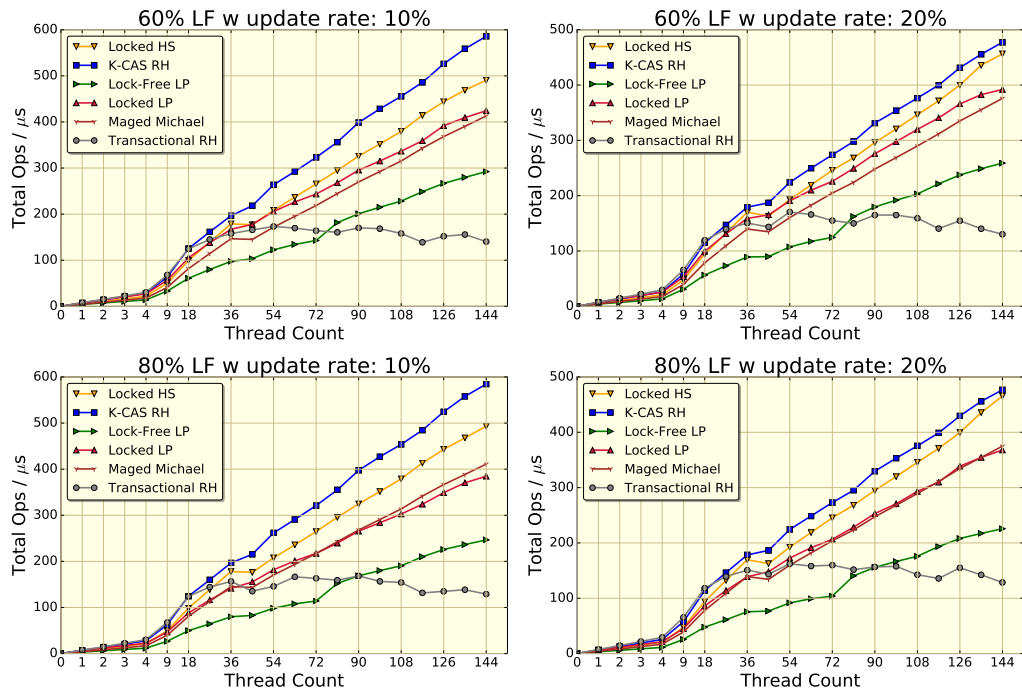 60% LF w update rate: 10%
Total Ops / μs
600
500
400
300
200
100
0
Locked HS
K-CAS RH
Lock-Free LP
Locked LP
Maged Michael
Transactional RH
0 1 2 3 4 9 18 36 54 72 90 108 126 144
Thread Count
60% LF w update rate: 20%
Total Ops / μs
500
400
300
200
100
0
Locked HS
K-CAS RH
Lock-Free LP
Locked LP
Maged Michael
Transactional RH
0 1 2 3 4 9 18 36 54 72 90 108 126 144
Thread Count
80% LF w update rate: 10%
Total Ops / μs
600
500
400
300
200
100
0
Locked HS
K-CAS RH
Lock-Free LP
Locked LP
Maged Michael
Transactional RH
0 1 2 3 4 9 18 36 54 72 90 108 126 144
Thread Count
80% LF w update rate: 20%
Total Ops / μs
500
400
300
200
100
0
Locked HS
K-CAS RH
Lock-Free LP
Locked LP
Maged Michael
Transactional RH
0 1 2 3 4 9 18 36 54 72 90 108 126 144
Thread Count